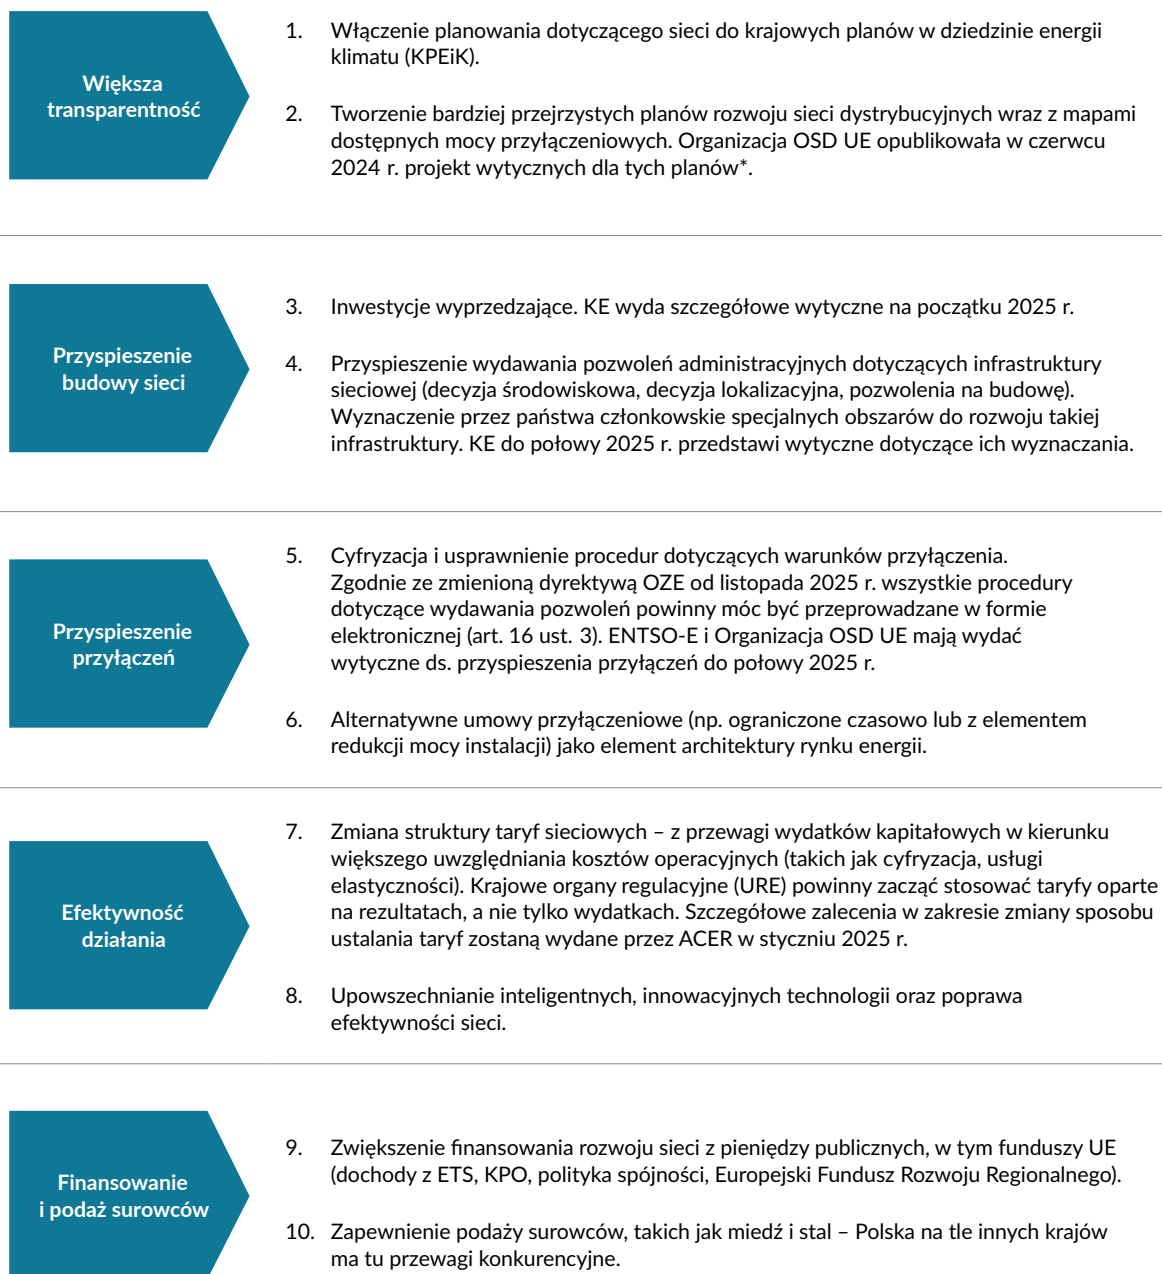 Większa
transparentność
1. Włączenie planowania dotyczącego sieci do krajowych planów w dziedzinie energii
klimatu (KPEiK).
2. Tworzenie bardziej przejrzystych planów rozwoju sieci dystrybucyjnych wraz z mapami
dostępnych mocy przyłączeniowych. Organizacja OSD UE opublikowała w czerwcu
2024 r. projekt wytycznych dla tych planów*.
Przyspieszenie
budowy sieci
3. Inwestycje wyprzedzające. KE wyda szczegółowe wytyczne na początku 2025 r.
4. Przyspieszenie wydawania pozwoleń administracyjnych dotyczących infrastruktury
sieciowej (decyzja środowiskowa, decyzja lokalizacyjna, pozwolenia na budowę).
Wyznaczenie przez państwa członkowskie specjalnych obszarów do rozwoju takiej
infrastruktury. KE do połowy 2025 r. przedstawi wytyczne dotyczące ich wyznaczania.
Przyspieszenie
przyłączeń
5. Cyfryzacja i usprawnienie procedur dotyczących warunków przyłączenia.
Zgodnie ze zmienioną dyrektywą OZE od listopada 2025 r. wszystkie procedury
dotyczące wydawania pozwoleń powinny móc być przeprowadzane w formie
elektronicznej (art. 16 ust. 3). ENTSO-E i Organizacja OSD UE mają wydać
wytyczne ds. przyspieszenia przyłączeń do połowy 2025 r.
6. Alternatywne umowy przyłączeniowe (np. ograniczone czasowo lub z elementem
redukcji mocy instalacji) jako element architektury rynku energii.
Efektywność
działania
7. Zmiana struktury taryf sieciowych – z przewagi wydatków kapitałowych w kierunku
większego uwzględniania kosztów operacyjnych (takich jak cyfryzacja, usługi
elastyczności). Krajowe organy regulacyjne (URE) powinny zacząć stosować taryfy oparte
na rezultatach, a nie tylko wydatkach. Szczegółowe zalecenia w zakresie zmiany sposobu
ustalania taryf zostaną wydane przez ACER w styczniu 2025 r.
8. Upowszechnianie inteligentnych, innowacyjnych technologii oraz poprawa
efektywności sieci.
Finansowanie
i podaż surowców
9. Zwiększenie finansowania rozwoju sieci z pieniędzy publicznych, w tym funduszy UE
(dochody z ETS, KPO, polityka spójności, Europejski Fundusz Rozwoju Regionalnego).
10. Zapewnienie podaży surowców, takich jak miedź i stal – Polska na tle innych krajów
ma tu przewagi konkurencyjne.